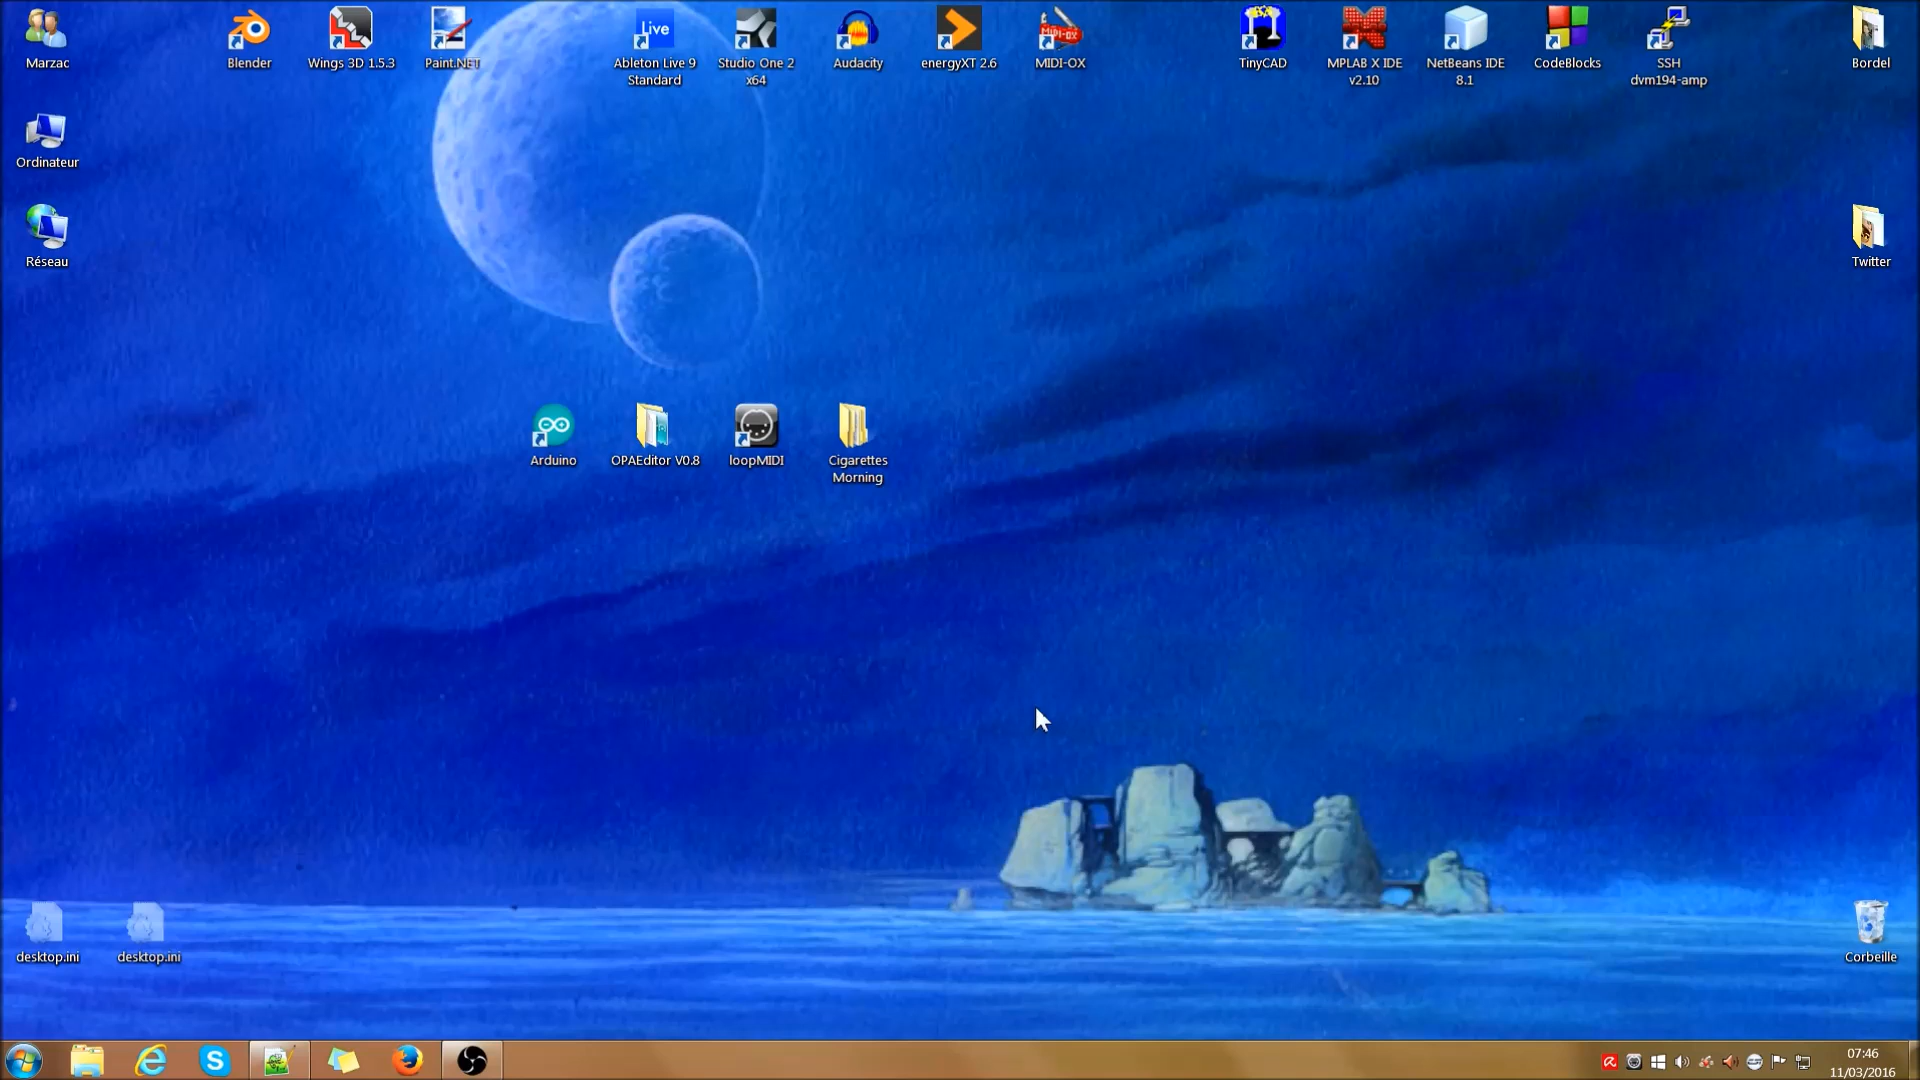 Marzac
Blender
Wings 3D 1.5.3
Paint.NET
Live
Ableton Live 9
Standard
Studio One 2
x64
Audacity
energyXT 2.6
MIDI-OX
MIDI-OX
TinyCAD
MPLAB X IDE
v2.10
NetBeans IDE
8.1
CodeBlocks
SSH
dvm194-amp
Bordel
Ordinateur
Réseau
Twitter
Arduino
OPAEditor V0.8
loopMIDI
Cigarettes
Morning
desktop.ini
desktop.ini
Corbeille
07:46
11/03/2016